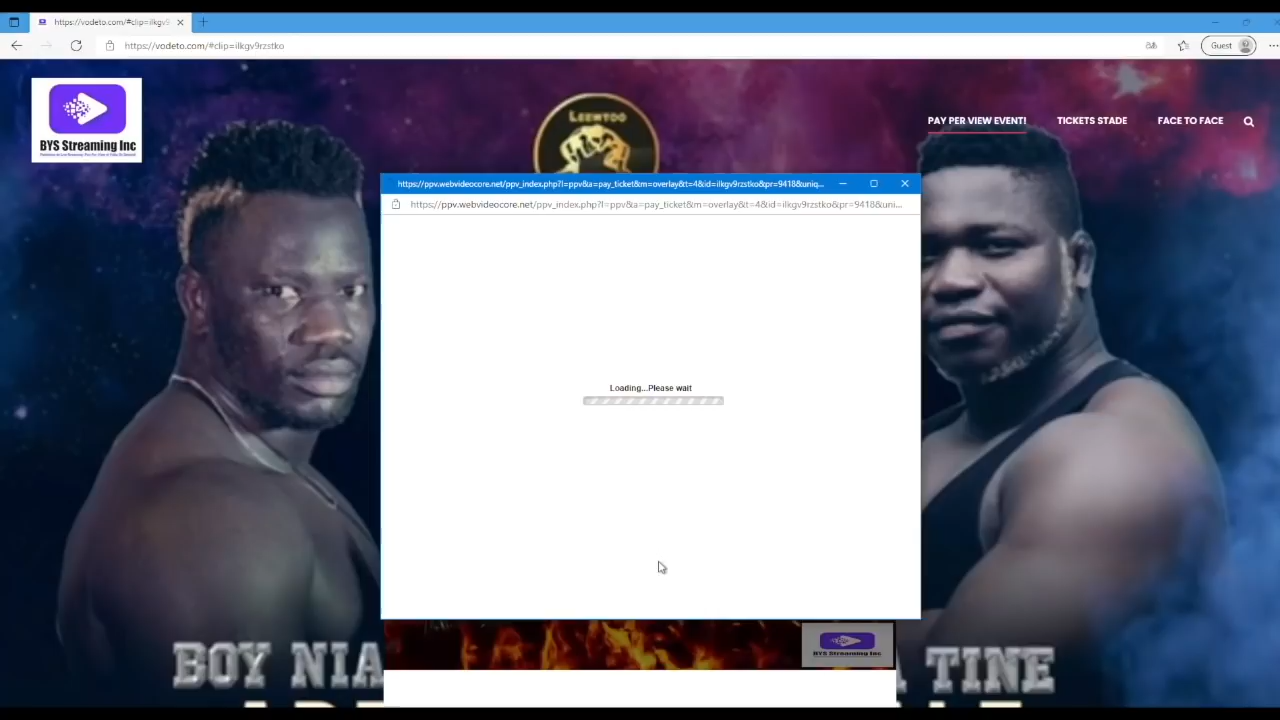 https://vodeto.com/#clip=ilkgv9
https://vodeto.com/#clip=ilkgv9rzstko
Guest
BYS Streaming Inc
LEEWTOO
PAY PER VIEW EVENT!
TICKETS STADE
FACE TO FACE
https://ppv.webvideocore.net/ppv_index.php?l=ppv&a=pay_ticket&m=overlay&t=4&id=ilkgv9rzstko&pr=9418&uniq...
https://ppv.webvideocore.net/ppv_index.php?l=ppv&a=pay_ticket&m=overlay&t=4&id=ilkgv9rzstko&pr=9418&uni...
Loading...Please wait
BYS Streaming Inc
BOY NIA
TINE